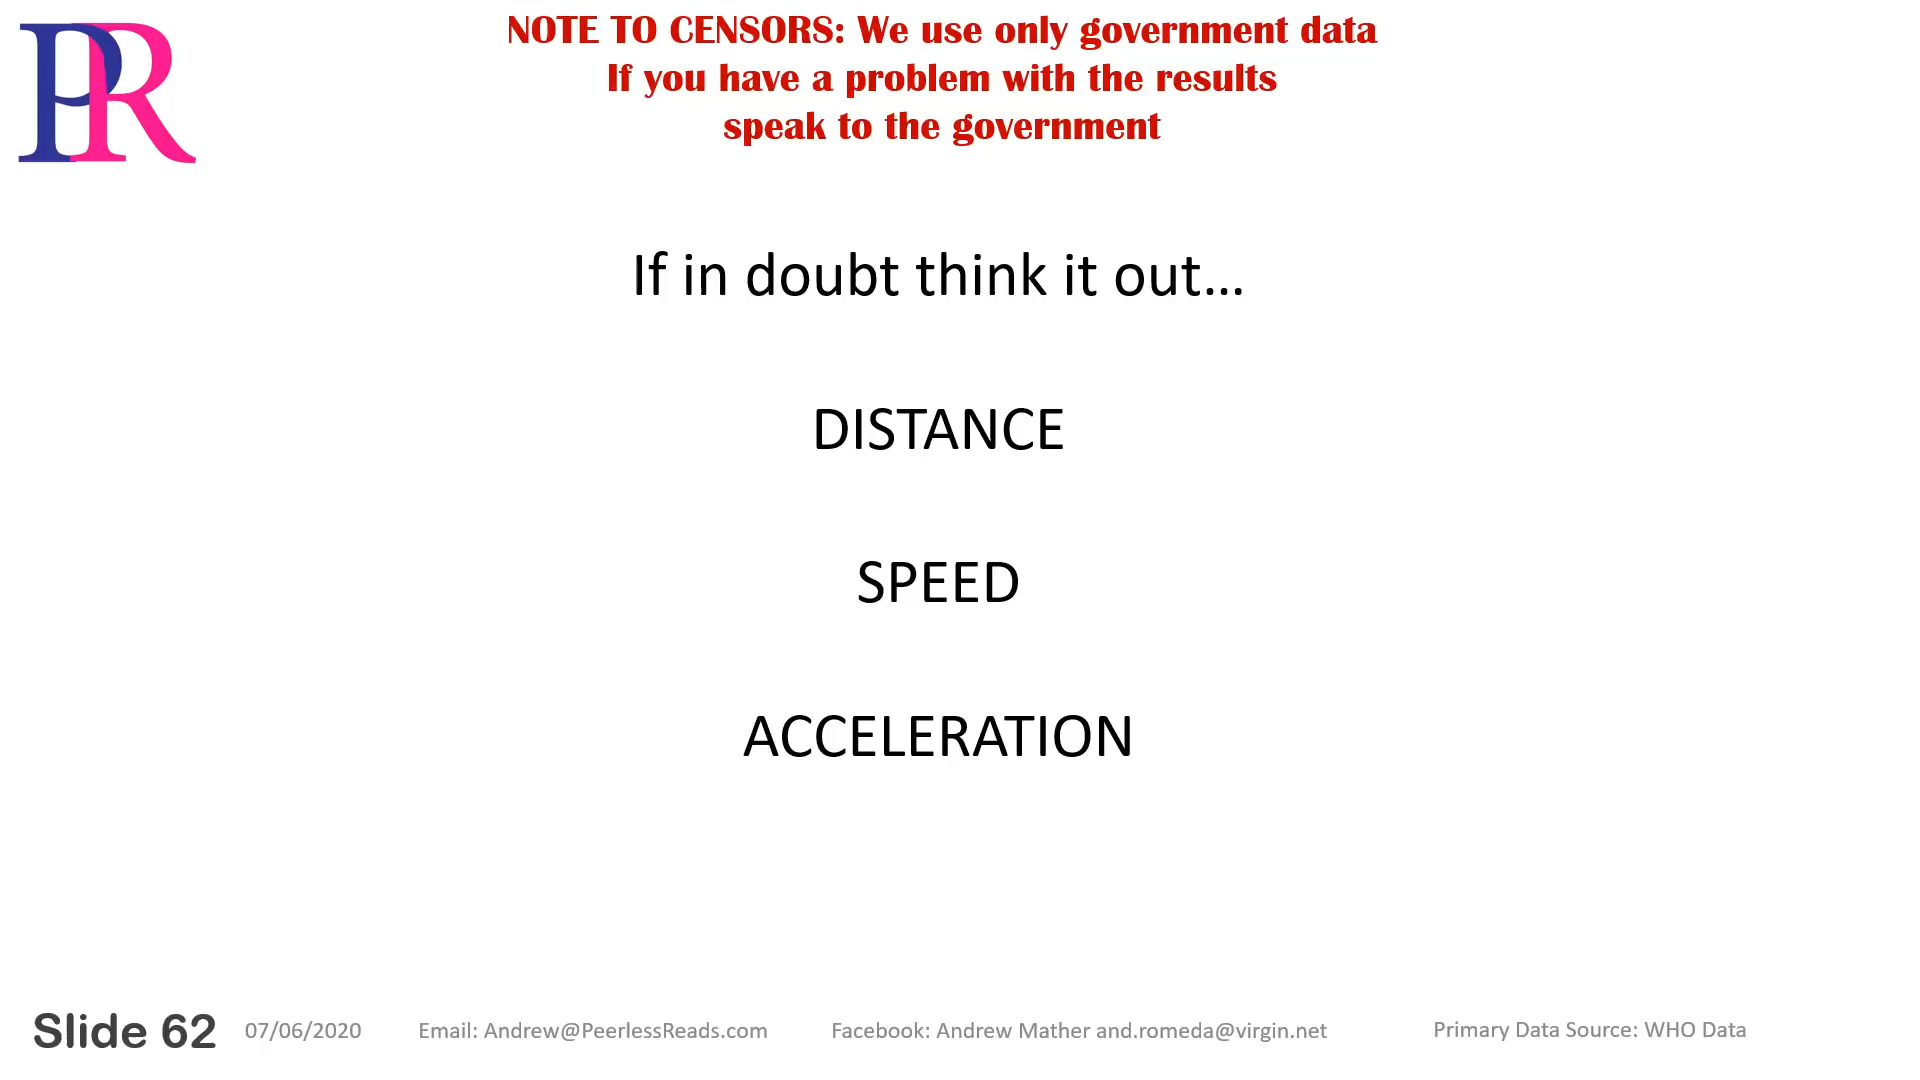 PR
NOTE TO CENSORS: We use only government data
If you have a problem with the results
speak to the government
If in doubt think it out...
DISTANCE
SPEED
ACCELERATION
Slide 62 07/06/2020 Email: Andrew@PeerlessReads.com Facebook: Andrew Mather and.romeda@virgin.net Primary Data Source: WHO Data